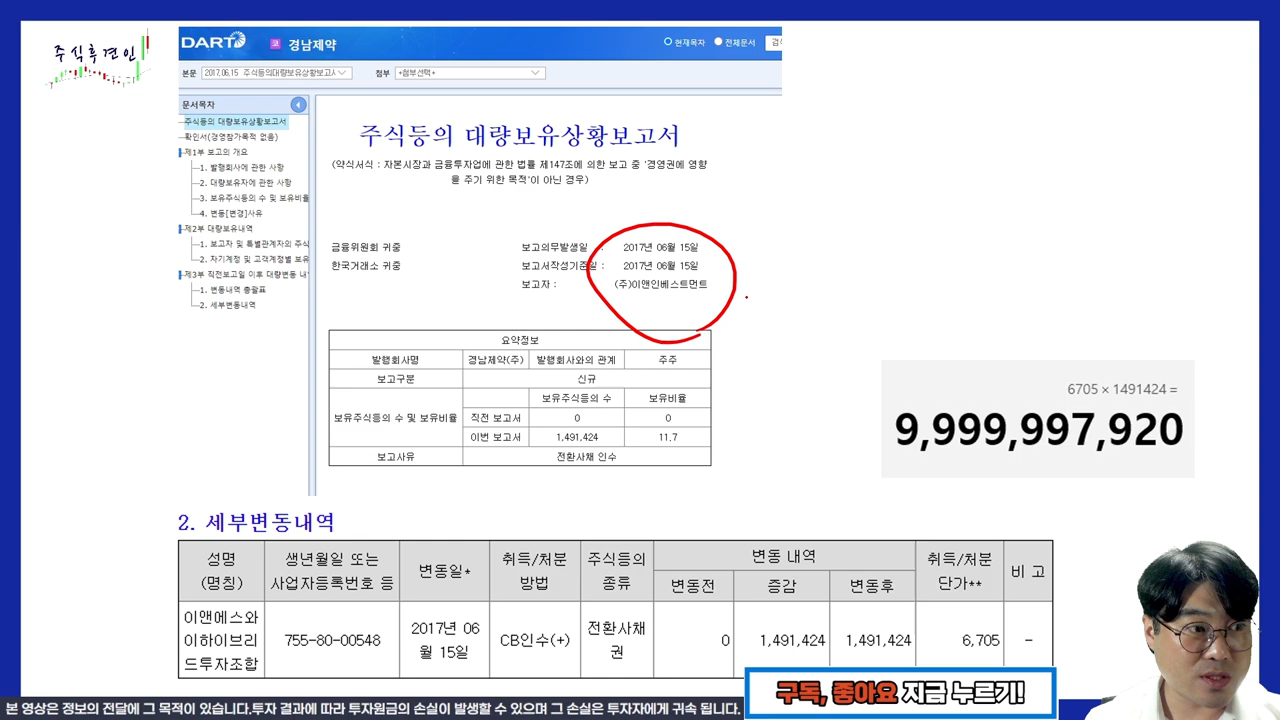 주식후견인
DART
코 경남제약
현재목차 전체문서
본문 2017.06.15 주식등의대량보유상황보고서
첨부 +첨부선택+
문서목차
주식등의 대량보유상황보고서
확인서(경영참가목적 없음)
제1부 보고의 개요
1. 발행회사에 관한 사항
2. 대량보유자에 관한 사항
3. 보유주식등의 수 및 보유비율
4. 변동[변경]사유
제2부 대량보유내역
1. 보고자 및 특별관계자의 주식
2. 자기계정 및 고객계정별 보유
제3부 직전보고일 이후 대량변동 내
1. 변동내역 총괄표
2. 세부변동내역
주식등의 대량보유상황보고서
(약식서식 : 자본시장과 금융투자업에 관한 법률 제147조에 의한 보고 중 '경영권에 영향
을 주기 위한 목적'이 아닌 경우)
금융위원회 귀중 보고의무발생일 : 2017년 06월 15일
한국거래소 귀중 보고서작성기준일 : 2017년 06월 15일
보고자 : (주)이앤인베스트먼트
요약정보
발행회사명 경남제약(주) 발행회사와의 관계 주주
보고구분 신규
보유주식등의 수 및 보유비율 보유주식등의 수 보유비율
직전 보고서 0 0
이번 보고서 1,491,424 11.7
보고사유 전환사채 인수
6705 × 1491424 =
9,999,997,920
2. 세부변동내역
성명
(명칭)
생년월일 또는
사업자등록번호 등
변동일*
취득/처분
방법
주식등의
종류
변동 내역
변동전 증감 변동후
취득/처분
단가**
비 고
이앤에스와
이하이브리
드투자조합
755-80-00548
2017년 06
월 15일
CB인수(+)
전환사채
권
0 1,491,424 1,491,424 6,705 -
구독, 좋아요 지금 누르기!
본 영상은 정보의 전달에 그 목적이 있습니다.투자 결과에 따라 투자원금의 손실이 발생할 수 있으며 그 손실은 투자자에게 귀속 됩니다.